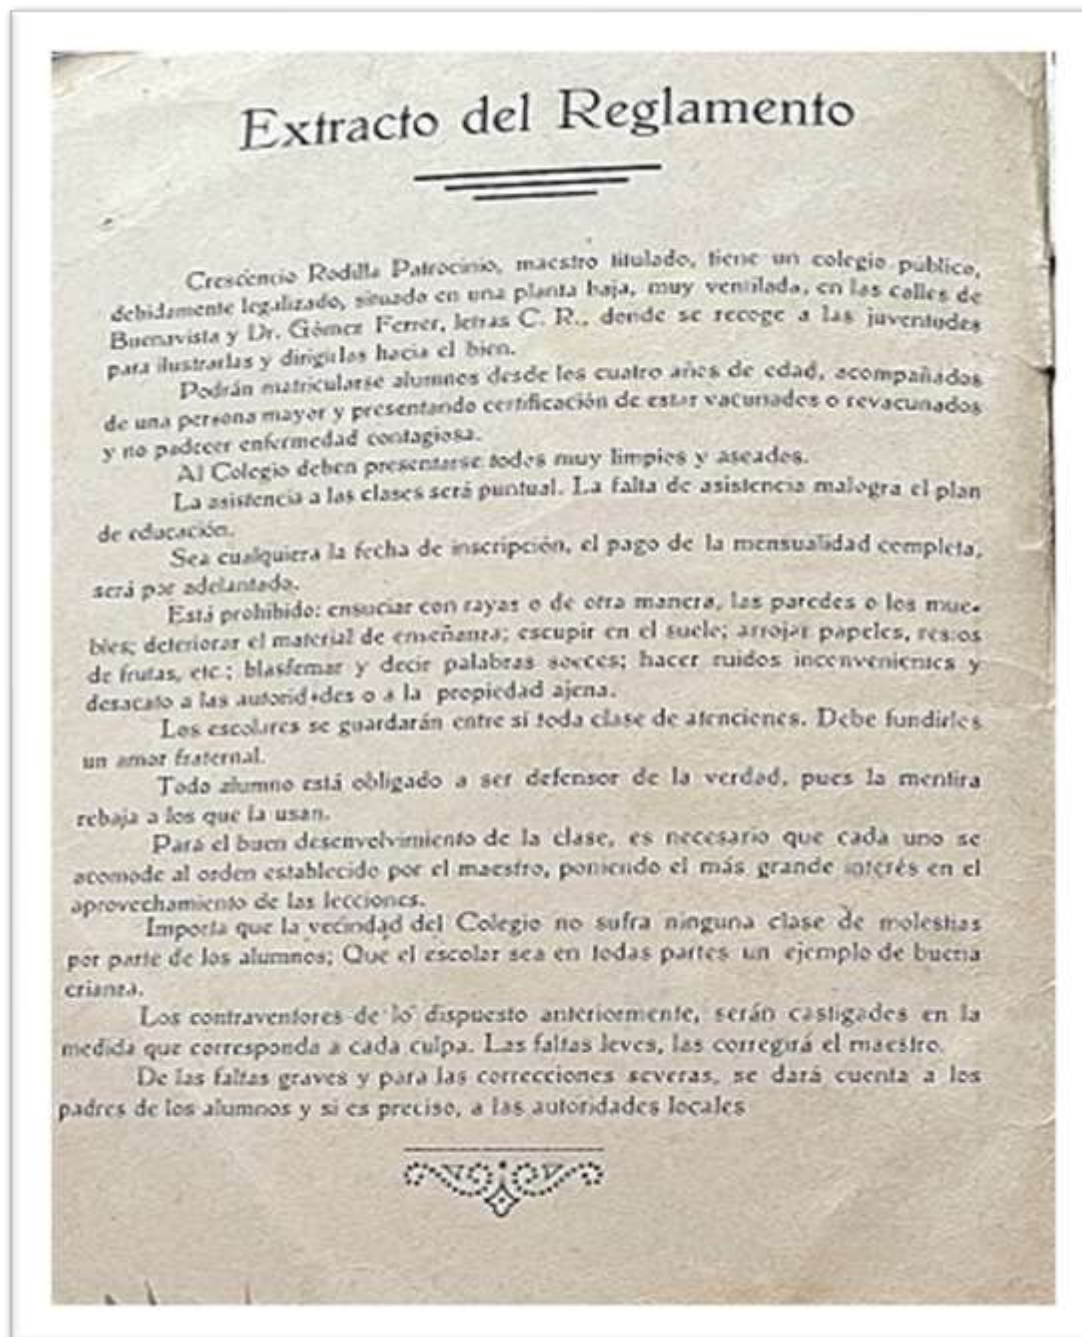 Extracto del Reglamento
Crescencio Rodilla Patrocinio, maestro titulado, tiene un colegio público,
debidamente legalizado, situado en una planta baja, muy ventilada, en las calles de
Buenavista y Dr. Gómez Ferrer, letras C. R., donde se recoge a las juventudes
para ilustrarlas y dirigirlas hacia el bien.
Podrán matricularse alumnos desde los cuatro años de edad, acompañados
de una persona mayor y presentando certificación de estar vacunados o revacunados
y no padecer enfermedad contagiosa.
Al Colegio deben presentarse todos muy limpios y aseados.
La asistencia a las clases será puntual. La falta de asistencia malogra el plan
de educación.
Sea cualquiera la fecha de inscripción, el pago de la mensualidad completa,
será por adelantado.
Está prohibido: ensuciar con rayas o de otra manera, las paredes o los mue-
bles; deteriorar el material de enseñanza; escupir en el suelo; arrojar papeles, restos
de frutas, etc.; blasfemar y decir palabras soeces; hacer ruidos inconvenientes y
desacato a las autoridades o a la propiedad ajena.
Los escolares se guardarán entre sí toda clase de atenciones. Debe fundirles
un amor fraternal.
Todo alumno está obligado a ser defensor de la verdad, pues la mentira
rebaja a los que la usan.
Para el buen desenvolvimiento de la clase, es necesario que cada uno se
acomode al orden establecido por el maestro, poniendo el más grande interés en el
aprovechamiento de las lecciones.
Importa que la vecindad del Colegio no sufra ninguna clase de molestias
por parte de los alumnos; Que el escolar sea en todas partes un ejemplo de buena
crianza.
Los contraventores de lo dispuesto anteriormente, serán castigados en la
medida que corresponda a cada culpa. Las faltas leves, las corregirá el maestro.
De las faltas graves y para las correcciones severas, se dará cuenta a los
padres de los alumnos y si es preciso, a las autoridades locales